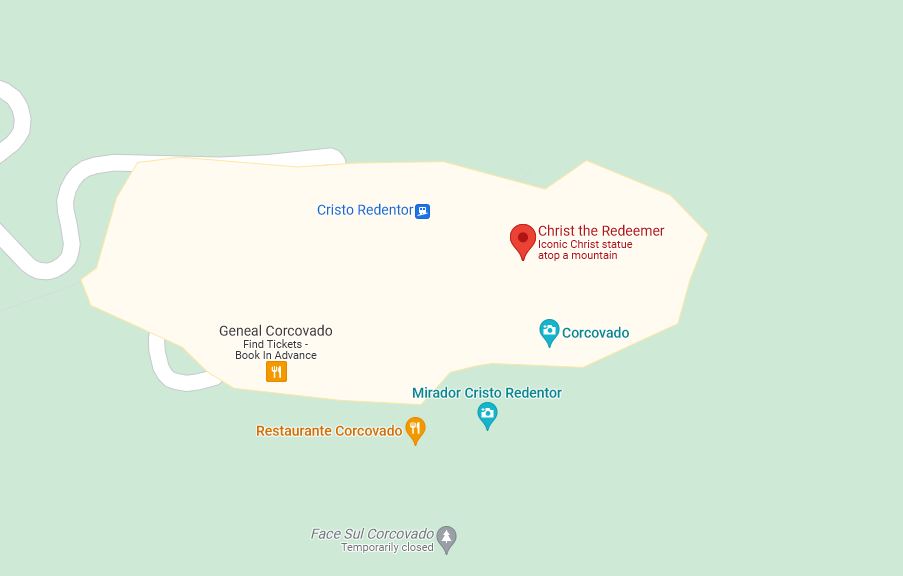 Cristo Redentor
Christ the Redeemer
Iconic Christ statue
atop a mountain
Geneal Corcovado
Find Tickets -
Book In Advance
Corcovado
Mirador Cristo Redentor
Restaurante Corcovado
Face Sul Corcovado
Temporarily closed